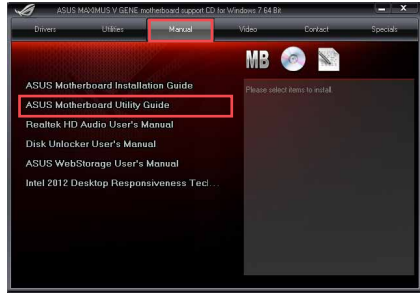 ASUS MAXIMUS V GENE motherboard support CD for Windows 7 64 Bit
Drivers
Utilities
Manual
Video
Contact
Specials
MB
ASUS Motherboard Installation Guide
ASUS Motherboard Utility Guide
Realtek HD Audio User's Manual
Disk Unlocker User's Manual
ASUS WebStorage User's Manual
Intel 2012 Desktop Responsiveness Tecl...
Please select items to install.